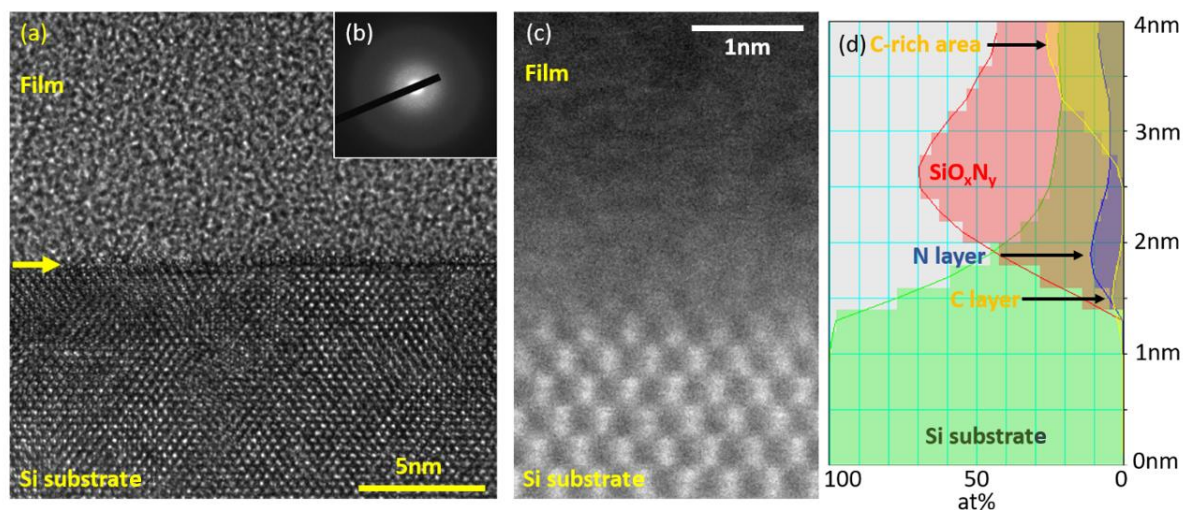 (a)
Film
Si substrate
5nm
(b)
(c)
1nm
Film
Si substrate
(d)
C-rich area
SiOₓNᵧ
N layer
C layer
Si substrate
4nm
3nm
2nm
1nm
0nm
100
50
0
at%